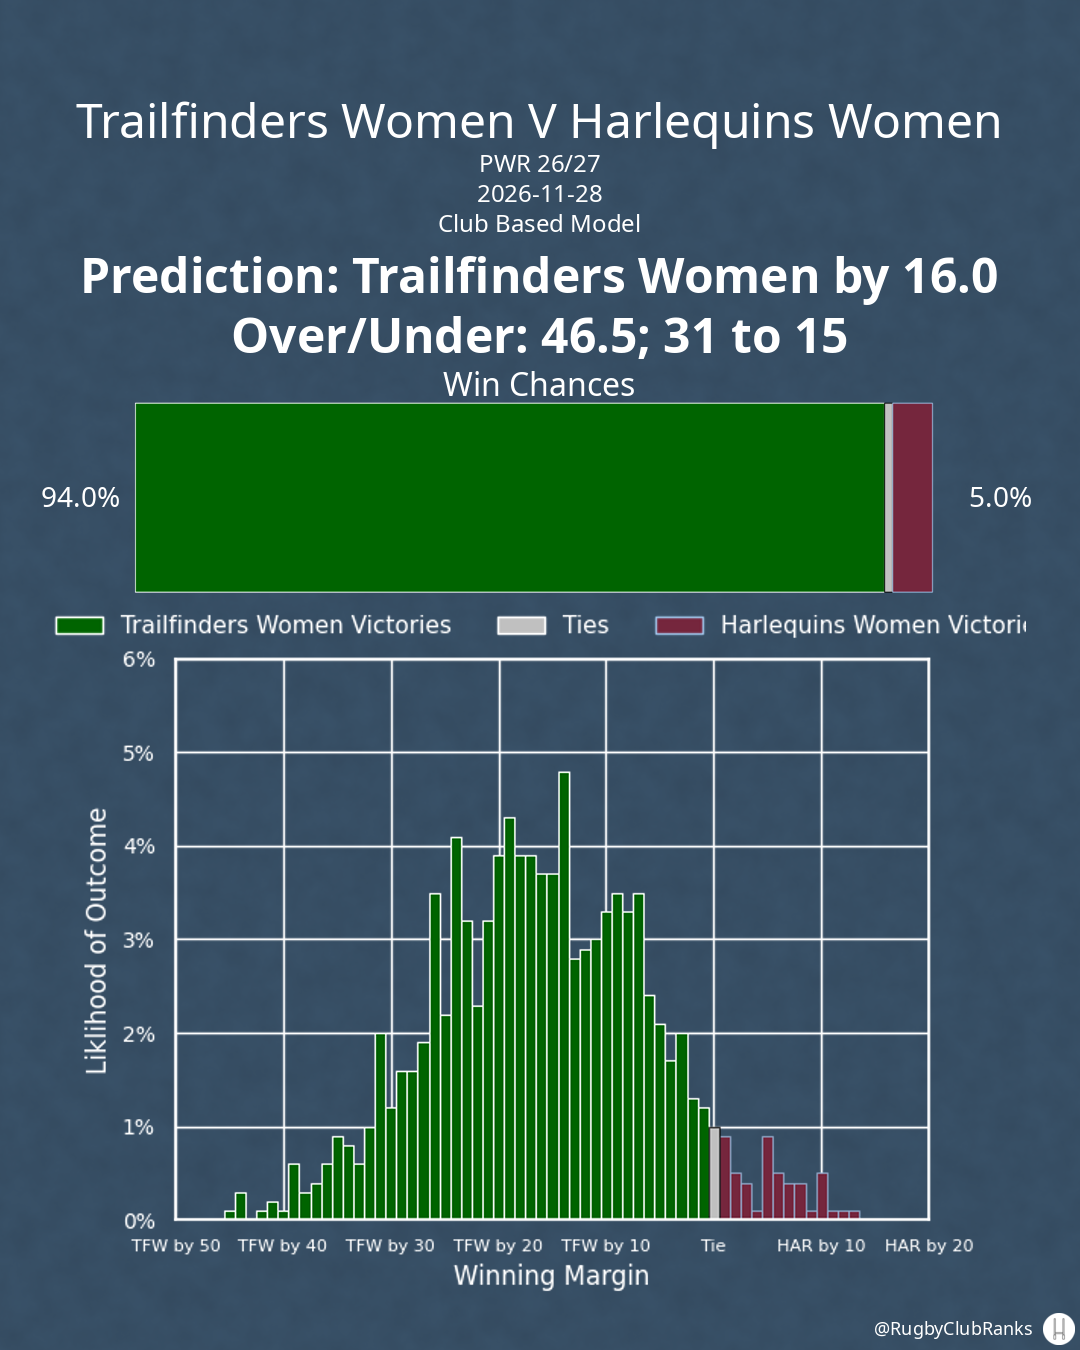 Trailfinders Women V Harlequins Women
PWR 26/27
2026-11-28
Club Based Model
Prediction: Trailfinders Women by 16.0
Over/Under: 46.5; 31 to 15
Win Chances
94.0%
5.0%
Trailfinders Women Victories
Ties
Harlequins Women Victori
6%
5%
4%
3%
2%
1%
0%
Liklihood of Outcome
TFW by 50
TFW by 40
TFW by 30
TFW by 20
TFW by 10
Tie
HAR by 10
HAR by 20
Winning Margin
@RugbyClubRanks